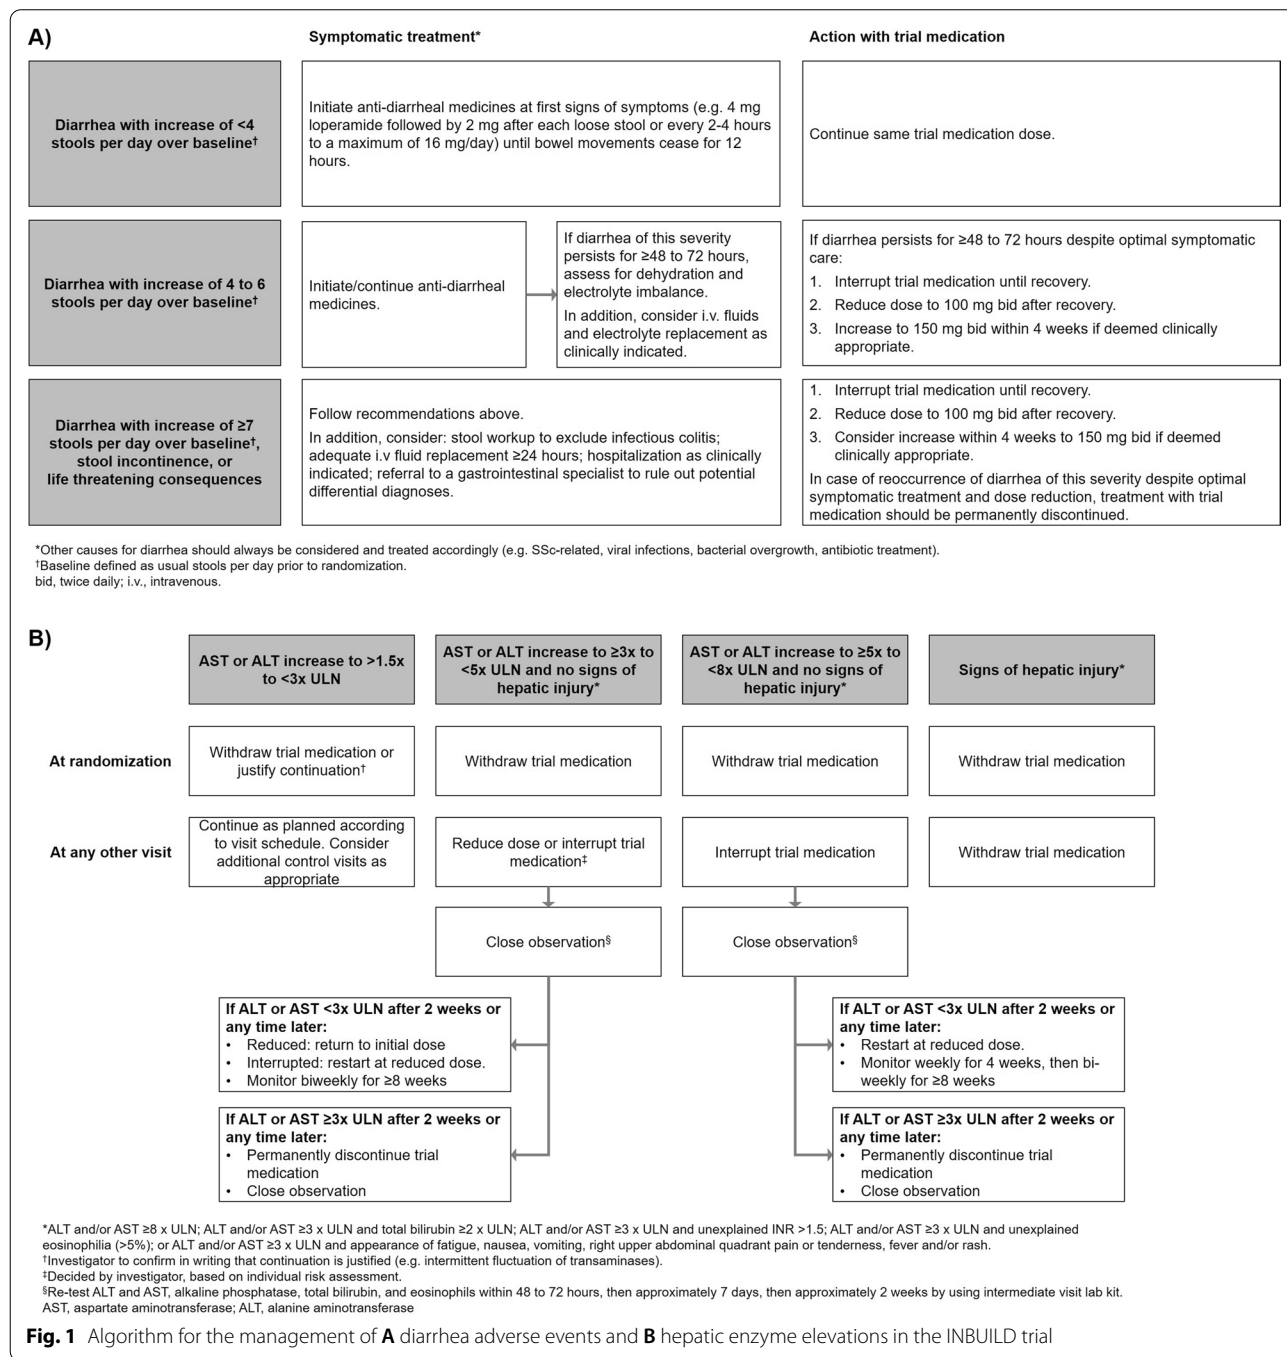 A)
Symptomatic treatment*
Action with trial medication
Diarrhea with increase of <4
stools per day over baseline†
Initiate anti-diarrheal medicines at first signs of symptoms (e.g. 4 mg
loperamide followed by 2 mg after each loose stool or every 2-4 hours
to a maximum of 16 mg/day) until bowel movements cease for 12
hours.
Continue same trial medication dose.
Diarrhea with increase of 4 to 6
stools per day over baseline†
Initiate/continue anti-diarrheal
medicines.
If diarrhea of this severity
persists for ≥48 to 72 hours,
assess for dehydration and
electrolyte imbalance.
In addition, consider i.v. fluids
and electrolyte replacement as
clinically indicated.
If diarrhea persists for ≥48 to 72 hours despite optimal symptomatic
care:
1. Interrupt trial medication until recovery.
2. Reduce dose to 100 mg bid after recovery.
3. Increase to 150 mg bid within 4 weeks if deemed clinically
appropriate.
Diarrhea with increase of ≥7
stools per day over baseline†,
stool incontinence, or
life threatening consequences
Follow recommendations above.
In addition, consider: stool workup to exclude infectious colitis;
adequate i.v fluid replacement ≥24 hours; hospitalization as clinically
indicated; referral to a gastrointestinal specialist to rule out potential
differential diagnoses.
1. Interrupt trial medication until recovery.
2. Reduce dose to 100 mg bid after recovery.
3. Consider increase within 4 weeks to 150 mg bid if deemed
clinically appropriate.
In case of reoccurrence of diarrhea of this severity despite optimal
symptomatic treatment and dose reduction, treatment with trial
medication should be permanently discontinued.
*Other causes for diarrhea should always be considered and treated accordingly (e.g. SSc-related, viral infections, bacterial overgrowth, antibiotic treatment).
†Baseline defined as usual stools per day prior to randomization.
bid, twice daily; i.v., intravenous.
B)
AST or ALT increase to >1.5x
to <3x ULN
AST or ALT increase to ≥3x to
<5x ULN and no signs of
hepatic injury*
AST or ALT increase to ≥5x to
<8x ULN and no signs of
hepatic injury*
Signs of hepatic injury*
At randomization
Withdraw trial medication or
justify continuation†
Withdraw trial medication
Withdraw trial medication
Withdraw trial medication
At any other visit
Continue as planned according
to visit schedule. Consider
additional control visits as
appropriate
Reduce dose or interrupt trial
medication‡
Interrupt trial medication
Withdraw trial medication
Close observation§
Close observation§
If ALT or AST <3x ULN after 2 weeks or
any time later:
• Reduced: return to initial dose
• Interrupted: restart at reduced dose.
• Monitor biweekly for ≥8 weeks
If ALT or AST <3x ULN after 2 weeks or
any time later:
• Restart at reduced dose.
• Monitor weekly for 4 weeks, then bi-
weekly for ≥8 weeks
If ALT or AST ≥3x ULN after 2 weeks or
any time later:
• Permanently discontinue trial
medication
• Close observation
If ALT or AST ≥3x ULN after 2 weeks or
any time later:
• Permanently discontinue trial
medication
• Close observation
*ALT and/or AST ≥8 x ULN; ALT and/or AST ≥3 x ULN and total bilirubin ≥2 x ULN; ALT and/or AST ≥3 x ULN and unexplained INR >1.5; ALT and/or AST ≥3 x ULN and unexplained
eosinophilia (>5%); or ALT and/or AST ≥3 x ULN and appearance of fatigue, nausea, vomiting, right upper abdominal quadrant pain or tenderness, fever and/or rash.
†Investigator to confirm in writing that continuation is justified (e.g. intermittent fluctuation of transaminases).
‡Decided by investigator, based on individual risk assessment.
§Re-test ALT and AST, alkaline phosphatase, total bilirubin, and eosinophils within 48 to 72 hours, then approximately 7 days, then approximately 2 weeks by using intermediate visit lab kit.
AST, aspartate aminotransferase; ALT, alanine aminotransferase
Fig. 1 Algorithm for the management of A diarrhea adverse events and B hepatic enzyme elevations in the INBUILD trial